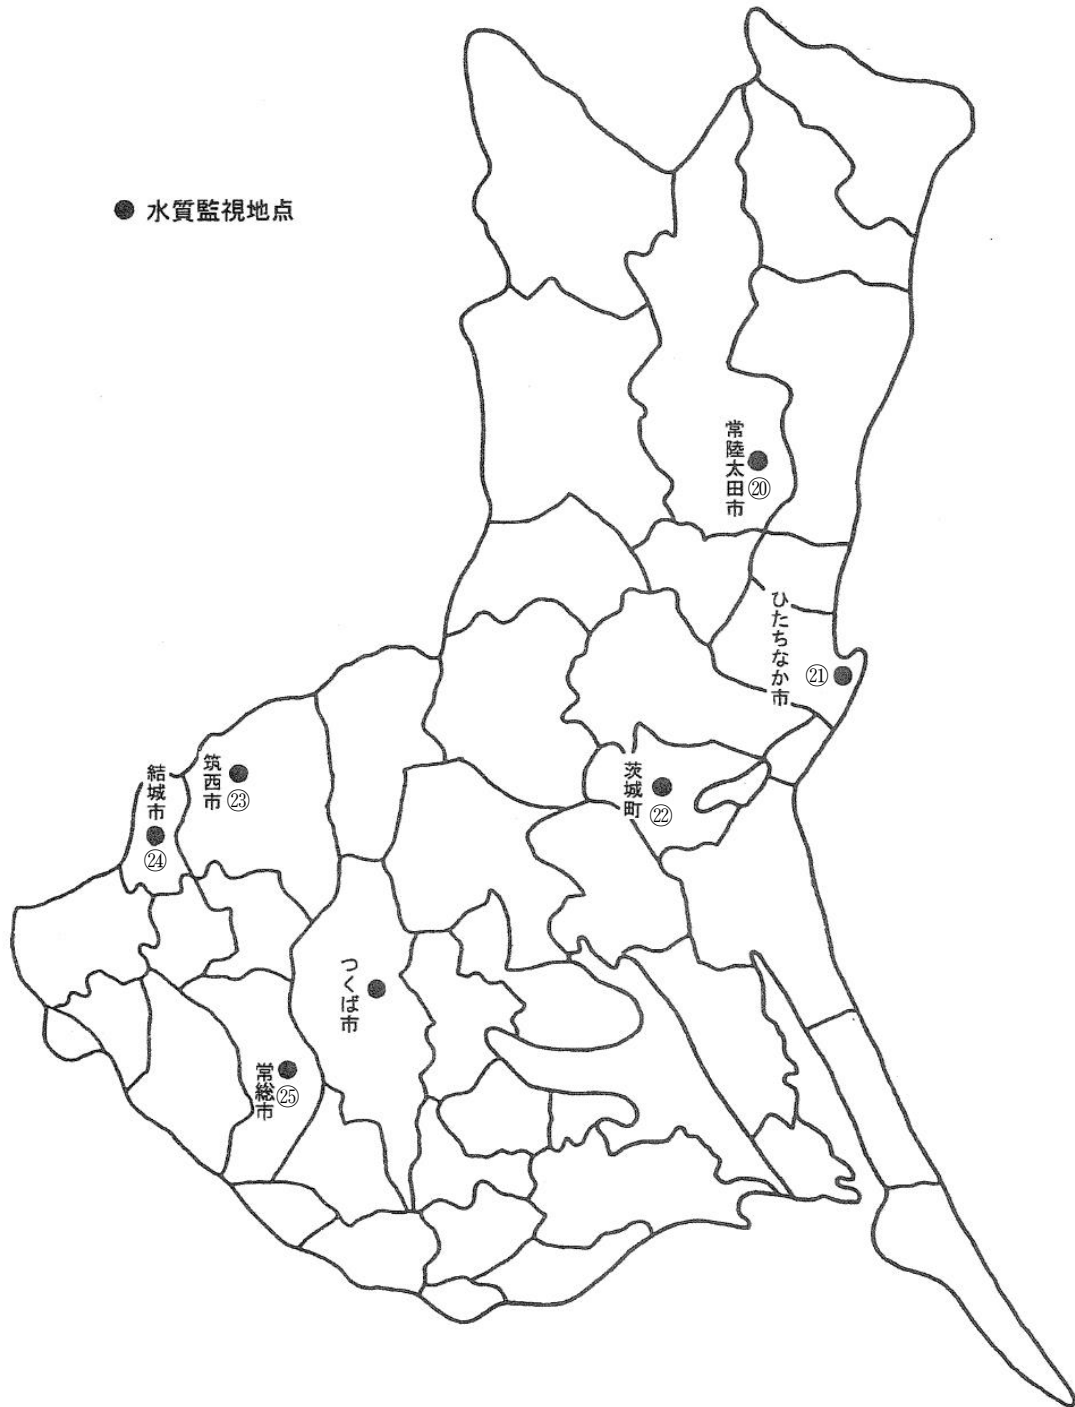 ● 水質監視地点
常陸太田市
⑳
ひたちなか市
㉑
茨城町
㉒
筑西市
㉓
結城市
㉔
つくば市
常総市
㉕